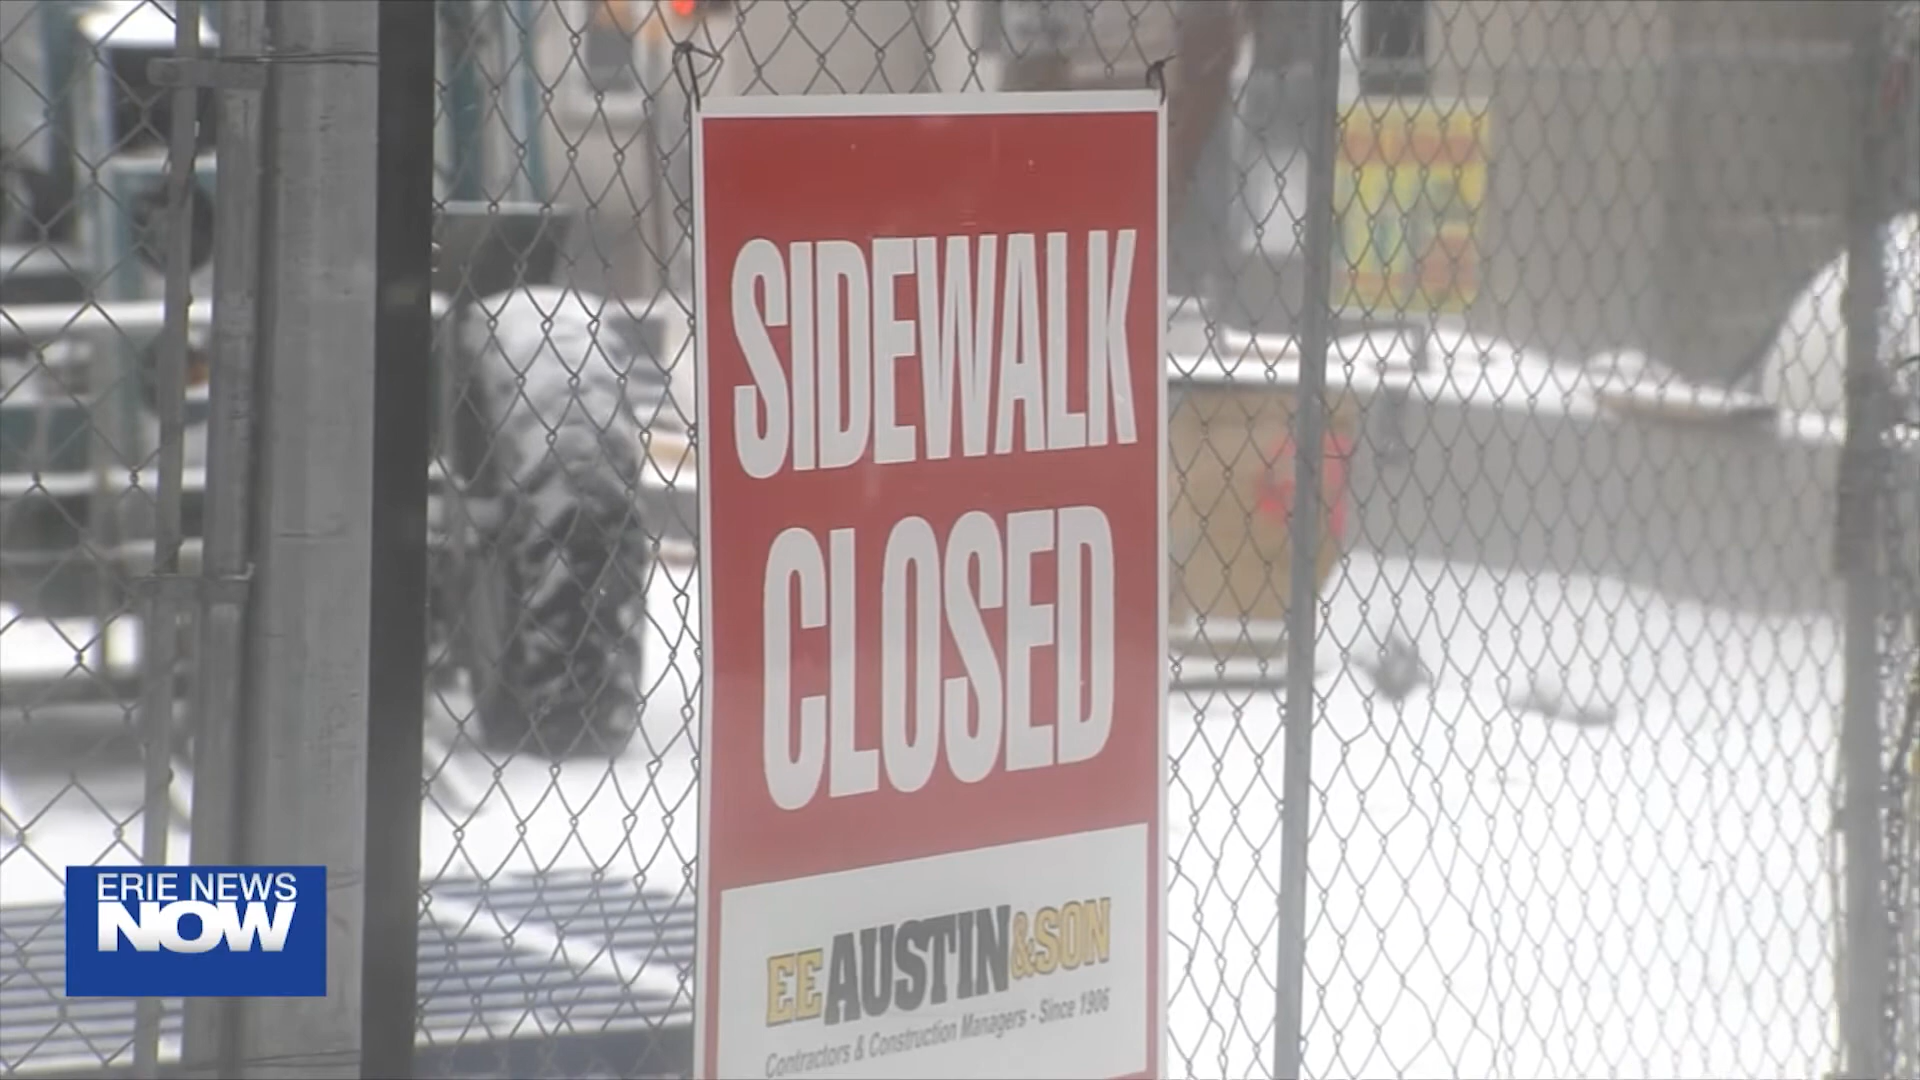 SIDEWALK
CLOSED
EE AUSTIN & SON
Contractors & Construction Managers - Since 1906
ERIE NEWS
NOW